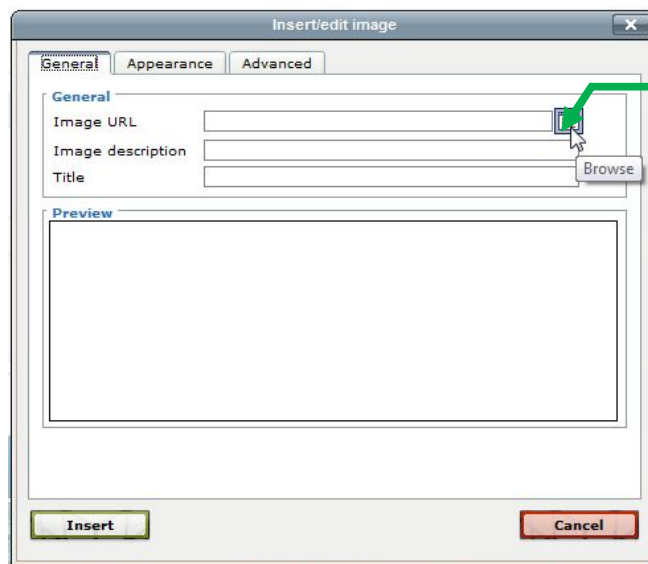 Insert/edit image
General Appearance Advanced
General
Image URL
Image description
Browse
Title
Preview
Insert Cancel